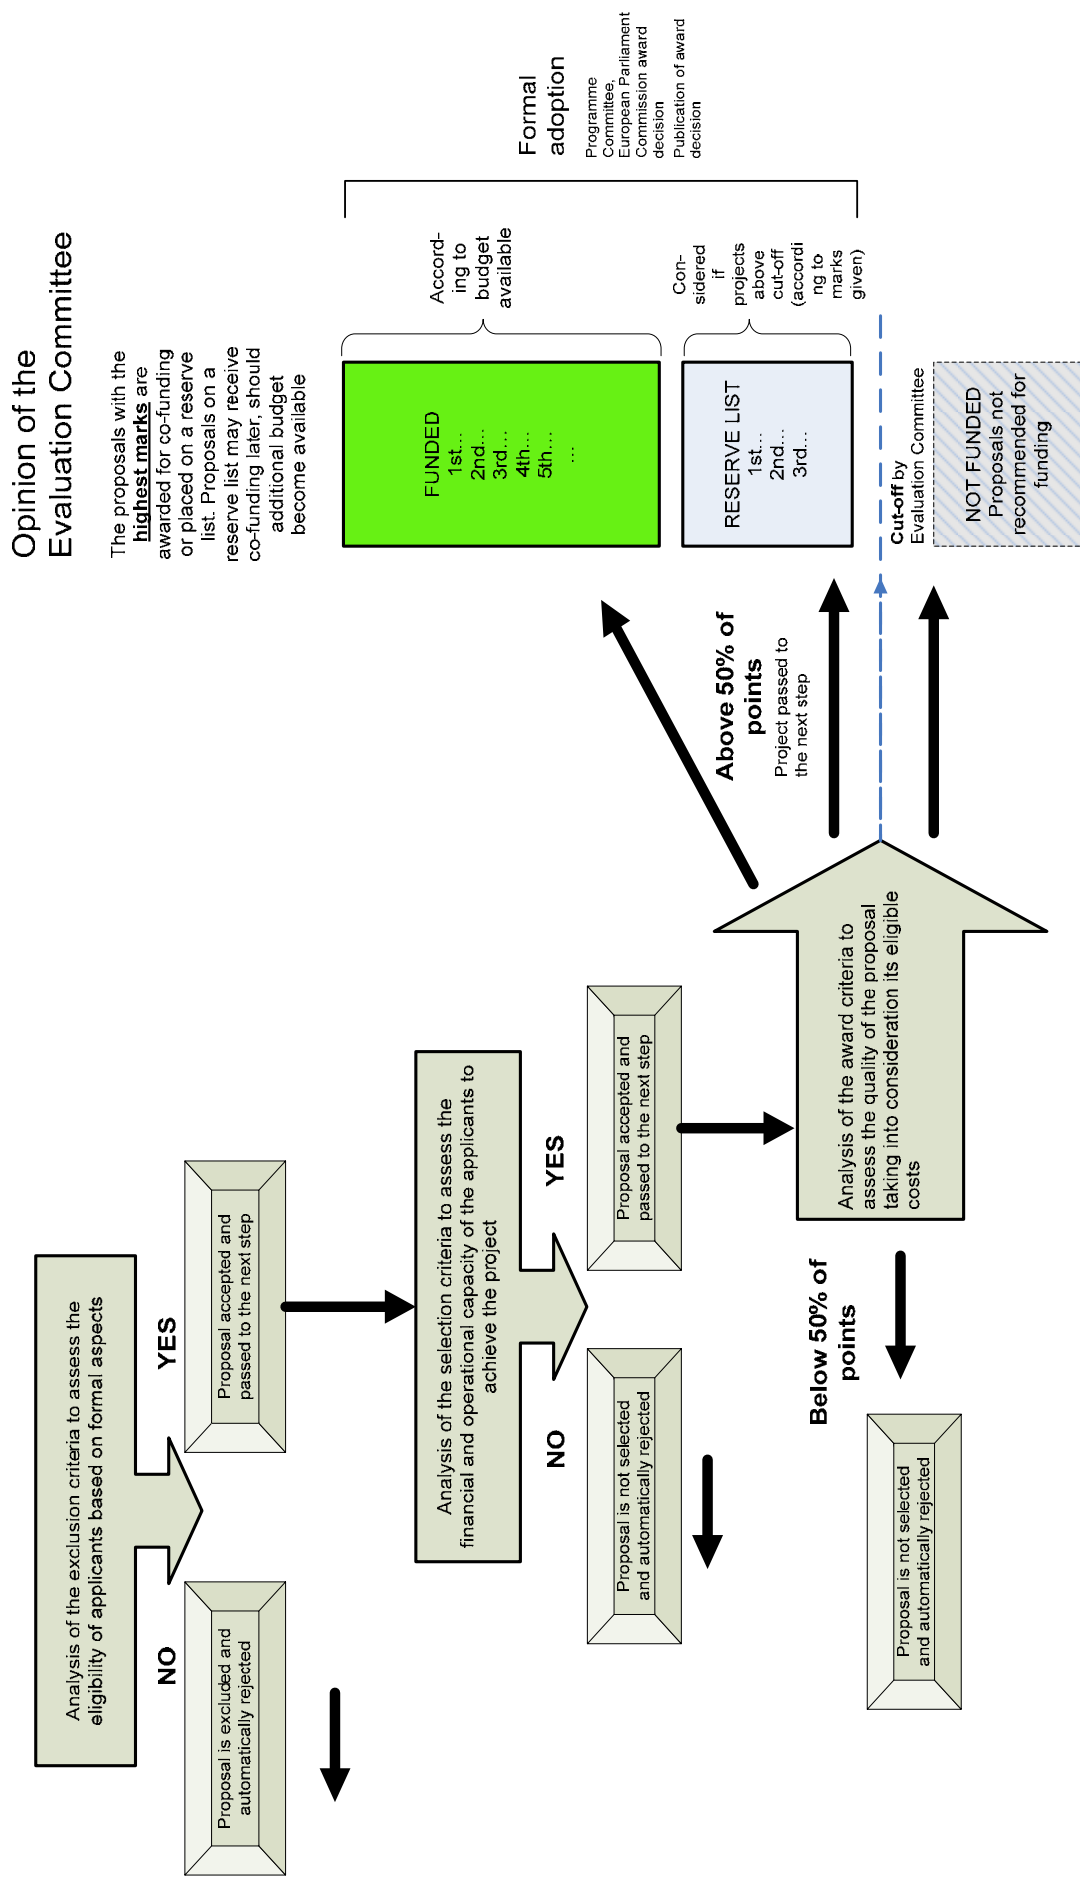 Analysis of the exclusion criteria to assess the
eligibility of applicants based on formal aspects
NO
YES
Proposal is excluded and
automatically rejected
Proposal accepted and
passed to the next step
Analysis of the selection criteria to assess the
financial and operational capacity of the applicants to
achieve the project
NO
YES
Proposal is not selected
and automatically rejected
Proposal accepted and
passed to the next step
Below 50% of
points
Proposal is not selected
and automatically rejected
Analysis of the award criteria to
assess the quality of the proposal
taking into consideration its eligible
costs
Above 50% of
points
Project passed to
the next step
Opinion of the
Evaluation Committee
The proposals with the
highest marks are
awarded for co-funding
or placed on a reserve
list. Proposals on a
reserve list may receive
co-funding later, should
additional budget
become available
FUNDED
1st…
2nd…
3rd…
4th…
5th…
…
Accord-
ing to
budget
available
RESERVE LIST
1st…
2nd…
3rd…
Con-
sidered
if
projects
above
cut-off
(accordi
ng to
marks
given)
Cut-off by
Evaluation Committee
NOT FUNDED
Proposals not
recommended for
funding
Formal
adoption
Programme
Committee,
European Parliament
Commission award
decision
Publication of award
decision